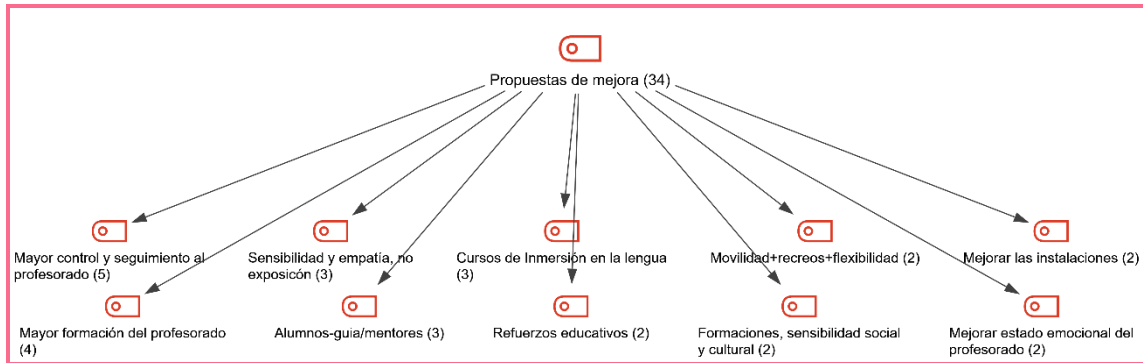 Propuestas de mejora (34)
Mayor control y seguimiento al
profesorado (5)
Sensibilidad y empatía, no
exposicón (3)
Cursos de Inmersión en la lengua
(3)
Movilidad+recreos+flexibilidad (2)
Mejorar las instalaciones (2)
Mayor formación del profesorado
(4)
Alumnos-guia/mentores (3)
Refuerzos educativos (2)
Formaciones, sensibilidad social
y cultural (2)
Mejorar estado emocional del
profesorado (2)